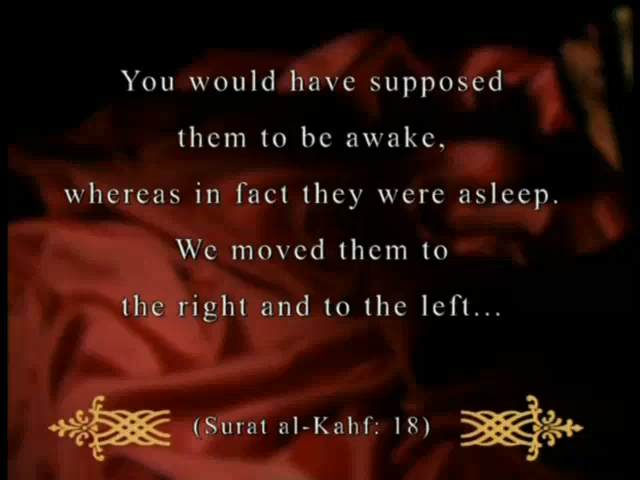 You would have supposed
them to be awake,
whereas in fact they were asleep.
We moved them to
the right and to the left...
(Surat al-Kahf: 18)